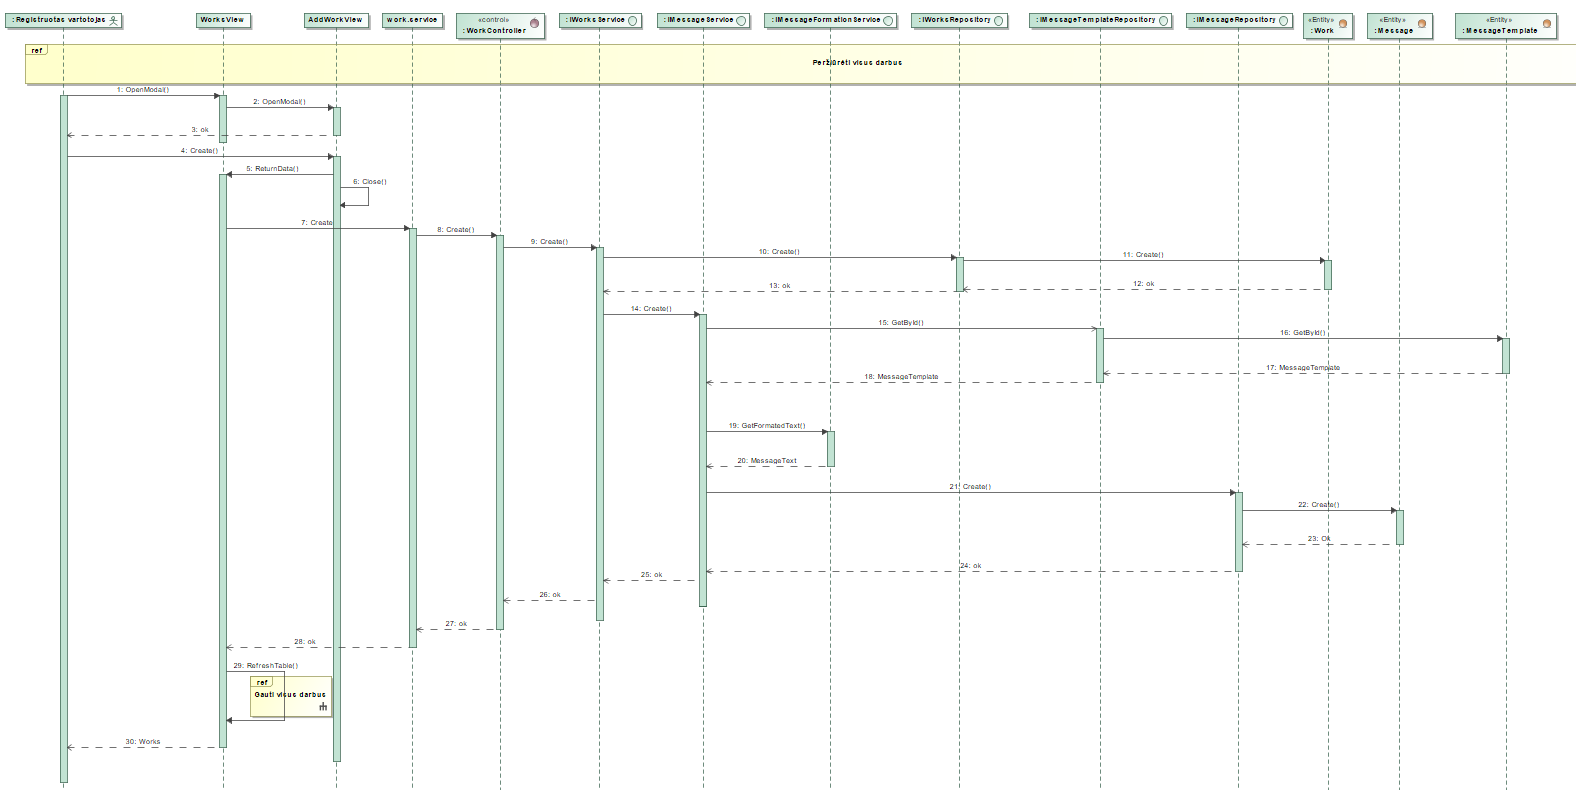 : Registruotas vartotojas
WorksView
AddWorkView
work.service
«control»
: WorkController
: IWorksService
: IMessageService
: IMessageFormationService
: IWorksRepository
: IMessageTemplateRepository
: IMessageRepository
«Entity»
: Work
«Entity»
: Message
«Entity»
: MessageTemplate
ref
Peržiūrėti visus darbus
1: OpenModal()
2: OpenModal()
3: ok
4: Create()
5: ReturnData()
6: Close()
7: Create
8: Create()
9: Create()
10: Create()
11: Create()
12: ok
13: ok
14: Create()
15: GetById()
16: GetById()
17: MessageTemplate
18: MessageTemplate
19: GetFormatedText()
20: MessageText
21: Create()
22: Create()
23: Ok
24: ok
25: ok
26: ok
27: ok
28: ok
29: RefreshTable()
ref
Gauti visus darbus
30: Works